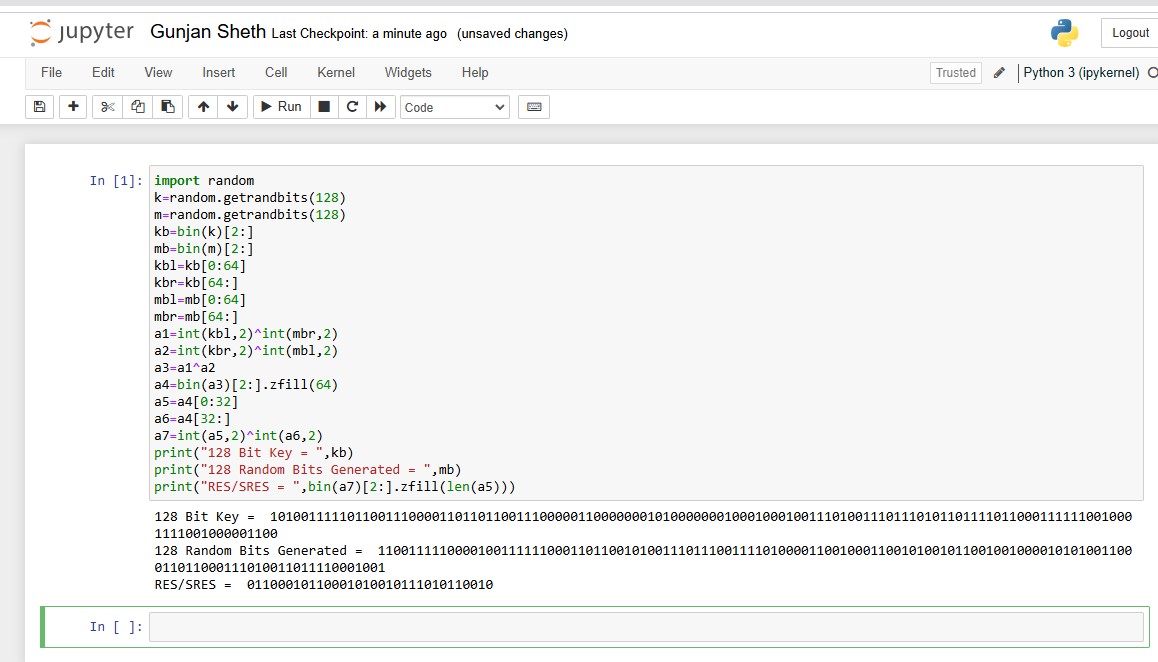 jupyter Gunjan Sheth Last Checkpoint: a minute ago (unsaved changes) Logout
File Edit View Insert Cell Kernel Widgets Help Trusted Python 3 (ipykernel)
Run Code
In [1]: import random
k=random.getrandbits(128)
m=random.getrandbits(128)
kb=bin(k)[2:]
mb=bin(m)[2:]
kbl=kb[0:64]
kbr=kb[64:]
mbl=mb[0:64]
mbr=mb[64:]
a1=int(kbl,2)^int(mbr,2)
a2=int(kbr,2)^int(mbl,2)
a3=a1^a2
a4=bin(a3)[2:].zfill(64)
a5=a4[0:32]
a6=a4[32:]
a7=int(a5,2)^int(a6,2)
print("128 Bit Key = ",kb)
print("128 Random Bits Generated = ",mb)
print("RES/SRES = ",bin(a7)[2:].zfill(len(a5)))
128 Bit Key =
128 Random Bits Generated =
RES/SRES = 01100010110001010010111010110010
In [ ]: